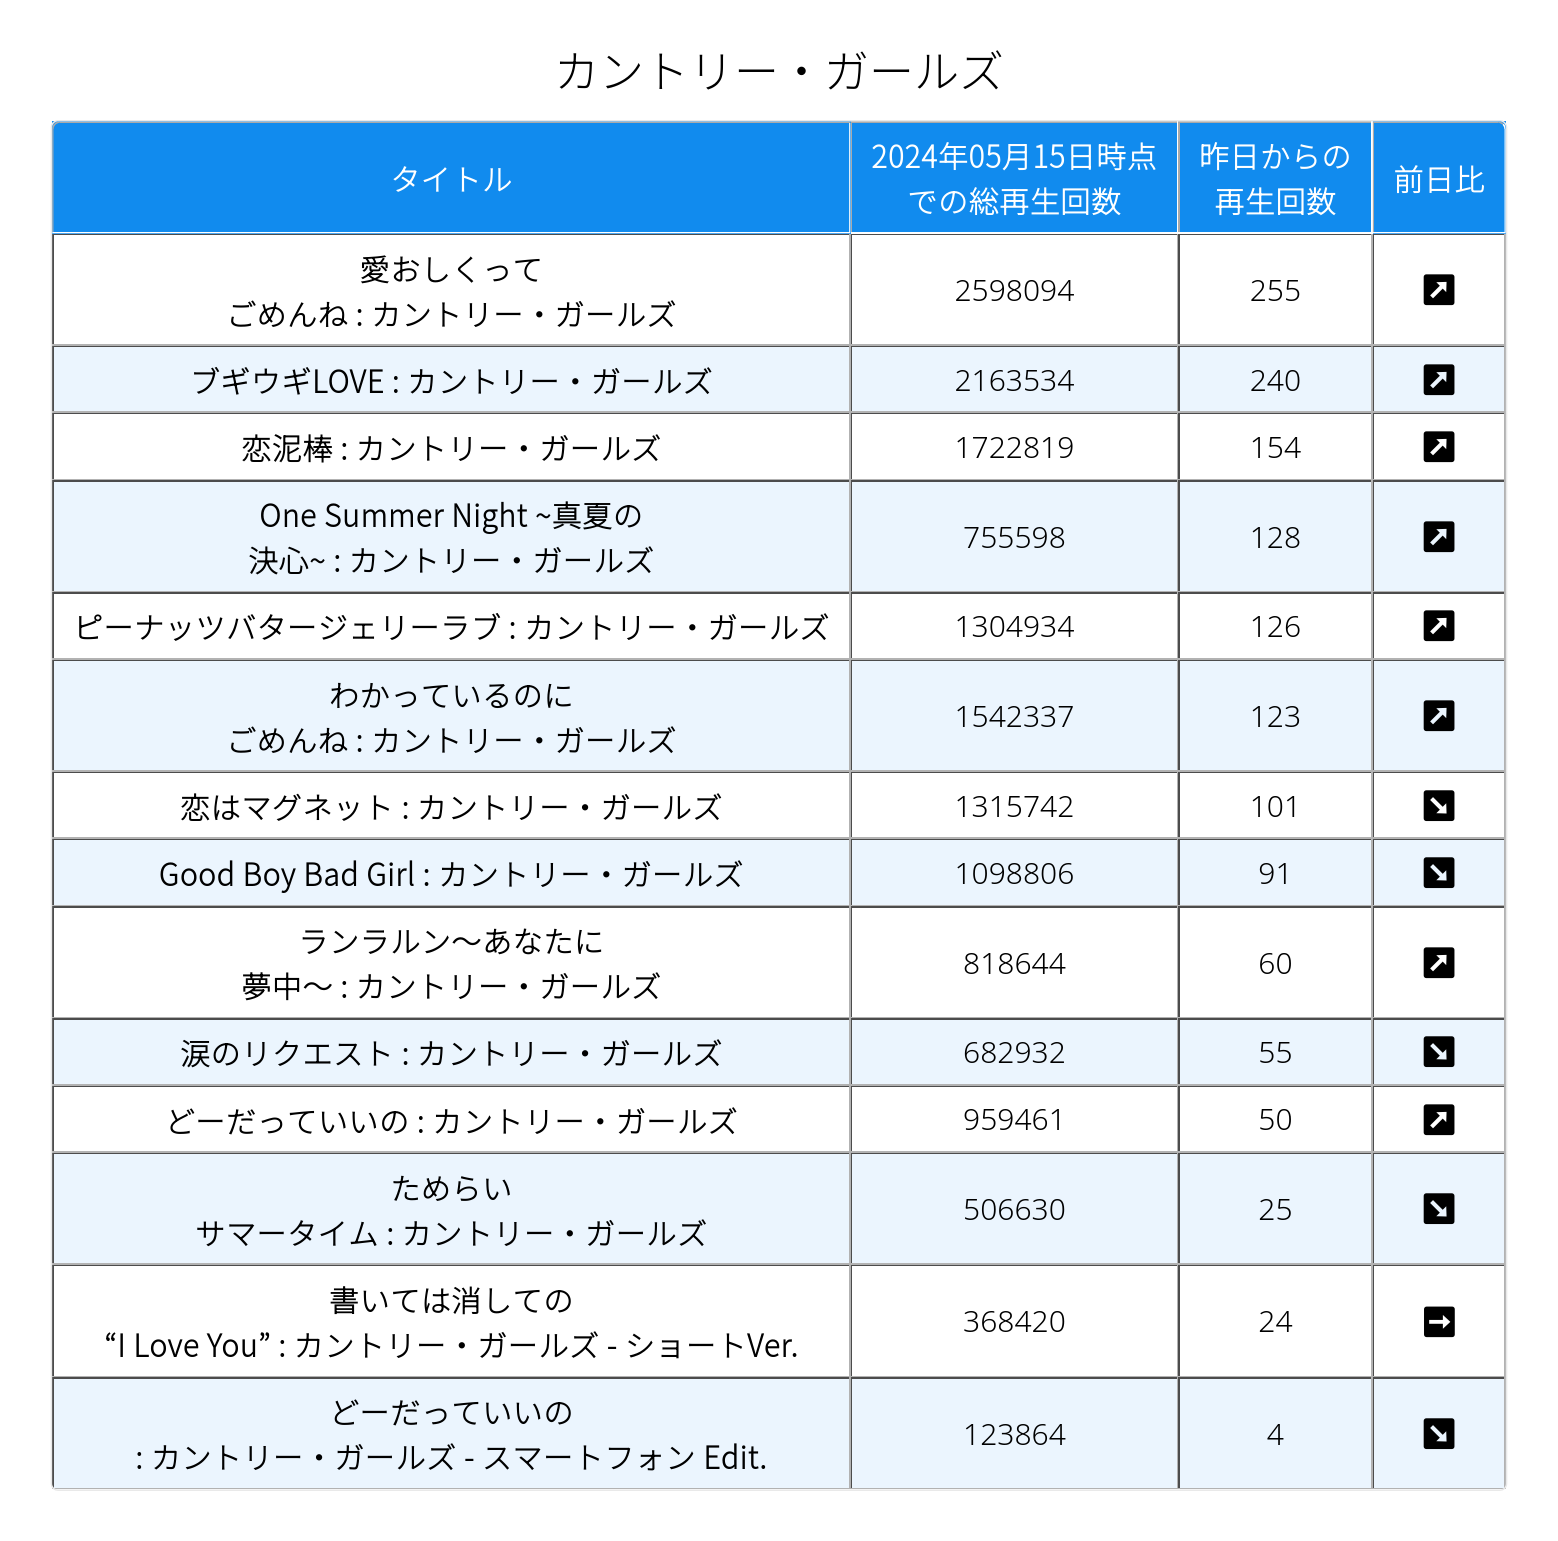 カントリー・ガールズ
タイトル
2024年05月15日時点
での総再生回数
昨日からの
再生回数
前日比
愛おしくって
ごめんね : カントリー・ガールズ
2598094
255
ブギウギLOVE : カントリー・ガールズ
2163534
240
恋泥棒 : カントリー・ガールズ
1722819
154
One Summer Night ~真夏の
決心~ : カントリー・ガールズ
755598
128
ピーナッツバタージェリーラブ : カントリー・ガールズ
1304934
126
わかっているのに
ごめんね : カントリー・ガールズ
1542337
123
恋はマグネット : カントリー・ガールズ
1315742
101
Good Boy Bad Girl : カントリー・ガールズ
1098806
91
ランラルン〜あなたに
夢中〜 : カントリー・ガールズ
818644
60
涙のリクエスト : カントリー・ガールズ
682932
55
どーだっていいの : カントリー・ガールズ
959461
50
ためらい
サマータイム : カントリー・ガールズ
506630
25
書いては消しての
“I Love You” : カントリー・ガールズ - ショートVer.
368420
24
どーだっていいの
: カントリー・ガールズ - スマートフォン Edit.
123864
4